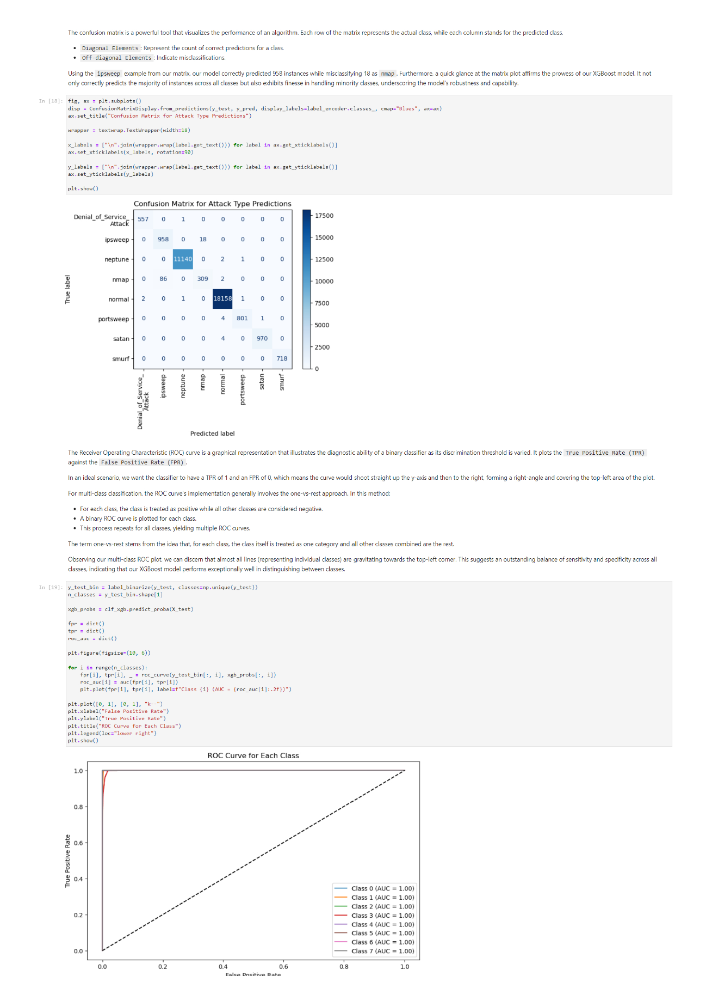 The confusion matrix is a powerful tool that visualizes the performance of an algorithm. Each row of the matrix represents the actual class, while each column stands for the predicted class.
• Diagonal Elements : Represent the count of correct predictions for a class.
• Off-diagonal Elements : Indicate misclassifications.
Using the ipsweep example from our matrix, our model correctly predicted 958 instances while misclassifying 18 as nmap . Furthermore, a quick glance at the matrix plot affirms the prowess of our XGBoost model. It not
only correctly predicts the majority of instances across all classes but also exhibits finesse in handling minority classes, underscoring the model's robustness and capability.
In [18]: fig, ax = plt.subplots()
disp = ConfusionMatrixDisplay.from_predictions(y_test, y_pred, display_labels=label_encoder.classes_, cmap="Blues", ax=ax)
ax.set_title("Confusion Matrix for Attack Type Predictions")
wrapper = textwrap.TextWrapper(width=18)
x_labels = ["\n".join(wrapper.wrap(label.get_text())) for label in ax.get_xticklabels()]
ax.set_xticklabels(x_labels, rotation=90)
y_labels = ["\n".join(wrapper.wrap(label.get_text())) for label in ax.get_yticklabels()]
ax.set_yticklabels(y_labels)
plt.show()
Confusion Matrix for Attack Type Predictions
Denial_of_Service_
Attack 557 0 1 0 0 0 0 0
ipsweep 0 958 0 18 0 0 0 0
neptune 0 0 11140 0 2 1 0 0
nmap 0 86 0 309 2 0 0 0
normal 2 0 1 0 18158 1 0 0
portsweep 0 0 0 0 4 801 1 0
satan 0 0 0 0 4 0 970 0
smurf 0 0 0 0 0 0 0 718
True label
Denial_of_Service_
Attack
ipsweep
neptune
nmap
normal
portsweep
satan
smurf
Predicted label
17500
15000
12500
10000
7500
5000
2500
0
The Receiver Operating Characteristic (ROC) curve is a graphical representation that illustrates the diagnostic ability of a binary classifier as its discrimination threshold is varied. It plots the True Positive Rate (TPR)
against the False Positive Rate (FPR) .
In an ideal scenario, we want the classifier to have a TPR of 1 and an FPR of 0, which means the curve would shoot straight up the y-axis and then to the right, forming a right-angle and covering the top-left area of the plot.
For multi-class classification, the ROC curve's implementation generally involves the one-vs-rest approach. In this method:
• For each class, the class is treated as positive while all other classes are considered negative.
• A binary ROC curve is plotted for each class.
• This process repeats for all classes, yielding multiple ROC curves.
The term one-vs-rest stems from the idea that, for each class, the class itself is treated as one category and all other classes combined are the rest.
Observing our multi-class ROC plot, we can discern that almost all lines (representing individual classes) are gravitating towards the top-left corner. This suggests an outstanding balance of sensitivity and specificity across all
classes, indicating that our XGBoost model performs exceptionally well in distinguishing between classes.
In [19]: y_test_bin = label_binarize(y_test, classes=np.unique(y_test))
n_classes = y_test_bin.shape[1]
xgb_probs = clf_xgb.predict_proba(X_test)
fpr = dict()
tpr = dict()
roc_auc = dict()
plt.figure(figsize=(10, 6))
for i in range(n_classes):
    fpr[i], tpr[i], _ = roc_curve(y_test_bin[:, i], xgb_probs[:, i])
    roc_auc[i] = auc(fpr[i], tpr[i])
    plt.plot(fpr[i], tpr[i], label=f"Class {i} (AUC = {roc_auc[i]:.2f})")
plt.plot([0, 1], [0, 1], "k--")
plt.xlabel("False Positive Rate")
plt.ylabel("True Positive Rate")
plt.title("ROC Curve for Each Class")
plt.legend(loc="lower right")
plt.show()
ROC Curve for Each Class
1.0
0.8
0.6
0.4
0.2
0.0
True Positive Rate
Class 0 (AUC = 1.00)
Class 1 (AUC = 1.00)
Class 2 (AUC = 1.00)
Class 3 (AUC = 1.00)
Class 4 (AUC = 1.00)
Class 5 (AUC = 1.00)
Class 6 (AUC = 1.00)
Class 7 (AUC = 1.00)
0.0 0.2 0.4 0.6 0.8 1.0
False Positive Rate